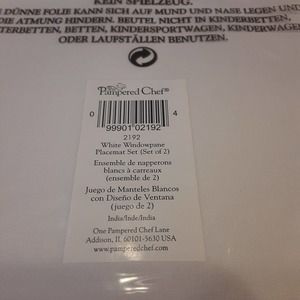 KEIN SPIELZEUG.
DÜNNE FOLIE KANN SICH AUF MUND UND NASE LEGEN UND
DIE ATMUNG HINDERN. BEUTEL NICHT IN KINDERBETTEN,
BETTEN, KINDERSPORTWAGEN, KINDERWAGEN
ODER LAUFSTÄLLEN BENUTZEN.
Pampered Chef®
0 4
99901 02192
2192
White Windowpane
Placemat Set (Set of 2)
Ensemble de napperons
blancs à carreaux
(ensemble de 2)
Juego de Manteles Blancos
con Diseño de Ventana
(juego de 2)
India/Inde/India
One Pampered Chef Lane
Addison, IL 60101-5630 USA
www.pamperedchef.com